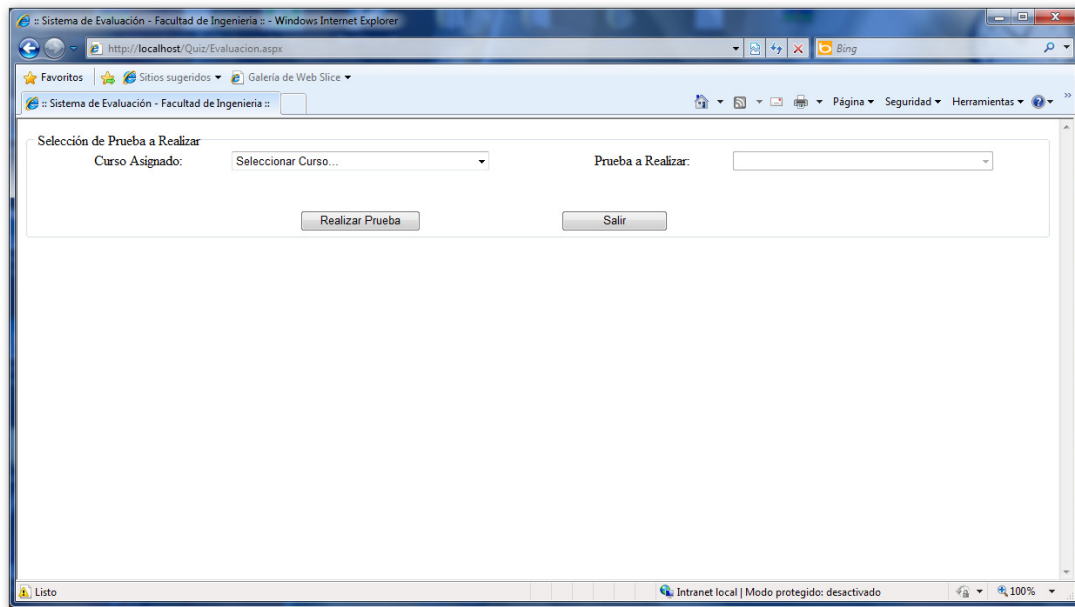 :: Sistema de Evaluación - Facultad de Ingenieria :: - Windows Internet Explorer
http://localhost/Quiz/Evaluacion.aspx
Bing
Favoritos Sitios sugeridos Galería de Web Slice
:: Sistema de Evaluación - Facultad de Ingenieria :: Página Seguridad Herramientas »
Selección de Prueba a Realizar
Curso Asignado: Seleccionar Curso... Prueba a Realizar:
Realizar Prueba Salir
Listo Intranet local | Modo protegido: desactivado 100%